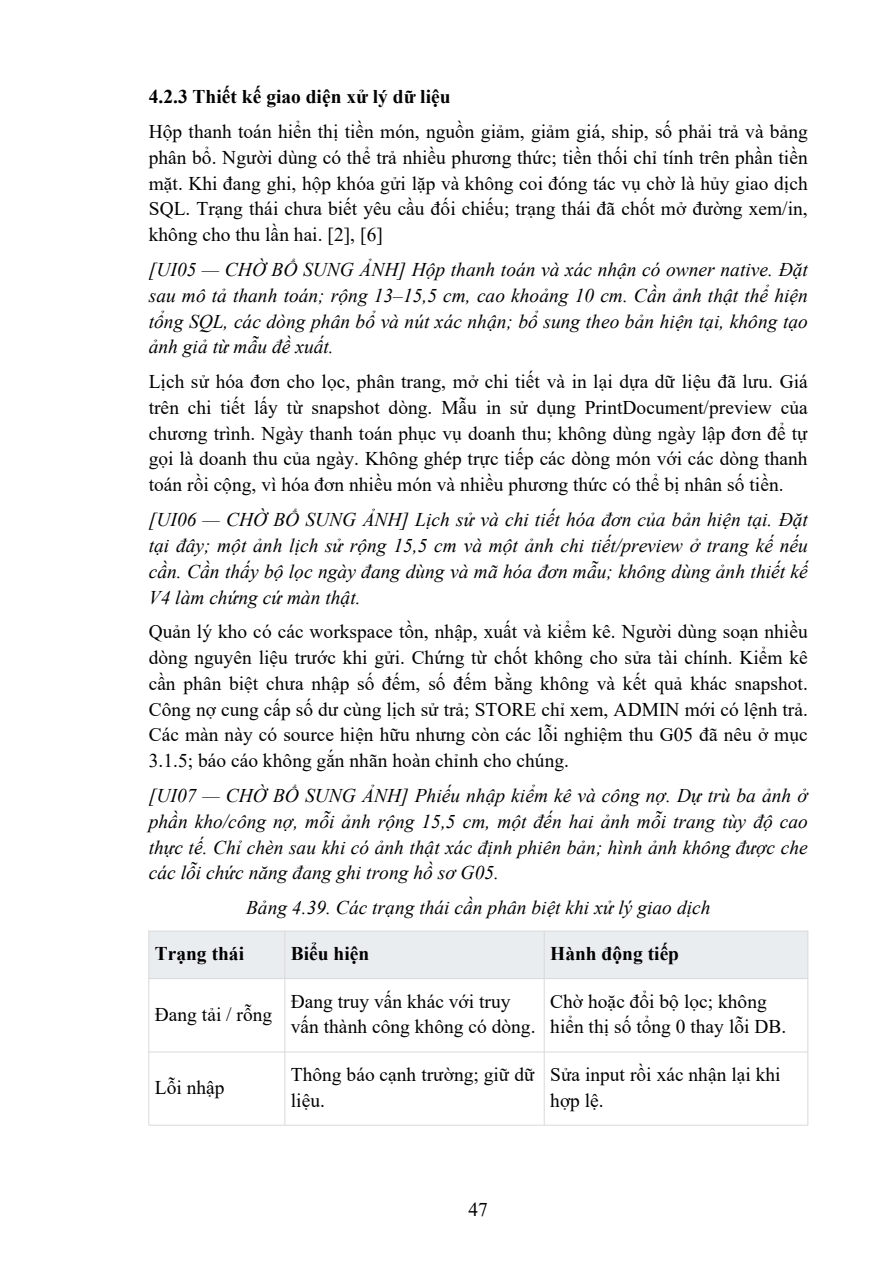 4.2.3 Thiết kế giao diện xử lý dữ liệu
Hộp thanh toán hiển thị tiền món, nguồn giảm, giảm giá, ship, số phải trả và bảng
phân bổ. Người dùng có thể trả nhiều phương thức; tiền thối chỉ tính trên phần tiền
mặt. Khi đang ghi, hộp khóa gửi lặp và không coi đóng tác vụ chờ là hủy giao dịch
SQL. Trạng thái chưa biết yêu cầu đối chiếu; trạng thái đã chốt mở đường xem/in,
không cho thu lần hai. [2], [6]
[UI05 — CHỜ BỔ SUNG ẢNH] Hộp thanh toán và xác nhận có owner native. Đặt
sau mô tả thanh toán; rộng 13–15,5 cm, cao khoảng 10 cm. Cần ảnh thật thể hiện
tổng SQL, các dòng phân bổ và nút xác nhận; bổ sung theo bản hiện tại, không tạo
ảnh giả từ mẫu đề xuất.
Lịch sử hóa đơn cho lọc, phân trang, mở chi tiết và in lại dựa dữ liệu đã lưu. Giá
trên chi tiết lấy từ snapshot dòng. Mẫu in sử dụng PrintDocument/preview của
chương trình. Ngày thanh toán phục vụ doanh thu; không dùng ngày lập đơn để tự
gọi là doanh thu của ngày. Không ghép trực tiếp các dòng món với các dòng thanh
toán rồi cộng, vì hóa đơn nhiều món và nhiều phương thức có thể bị nhân số tiền.
[UI06 — CHỜ BỔ SUNG ẢNH] Lịch sử và chi tiết hóa đơn của bản hiện tại. Đặt
tại đây; một ảnh lịch sử rộng 15,5 cm và một ảnh chi tiết/preview ở trang kế nếu
cần. Cần thấy bộ lọc ngày đang dùng và mã hóa đơn mẫu; không dùng ảnh thiết kế
V4 làm chứng cứ màn thật.
Quản lý kho có các workspace tồn, nhập, xuất và kiểm kê. Người dùng soạn nhiều
dòng nguyên liệu trước khi gửi. Chứng từ chốt không cho sửa tài chính. Kiểm kê
cần phân biệt chưa nhập số đếm, số đếm bằng không và kết quả khác snapshot.
Công nợ cung cấp số dư cùng lịch sử trả; STORE chỉ xem, ADMIN mới có lệnh trả.
Các màn này có source hiện hữu nhưng còn các lỗi nghiệm thu G05 đã nêu ở mục
3.1.5; báo cáo không gắn nhãn hoàn chỉnh cho chúng.
[UI07 — CHỜ BỔ SUNG ẢNH] Phiếu nhập kiểm kê và công nợ. Dự trù ba ảnh ở
phần kho/công nợ, mỗi ảnh rộng 15,5 cm, một đến hai ảnh mỗi trang tùy độ cao
thực tế. Chỉ chèn sau khi có ảnh thật xác định phiên bản; hình ảnh không được che
các lỗi chức năng đang ghi trong hồ sơ G05.
Bảng 4.39. Các trạng thái cần phân biệt khi xử lý giao dịch
Trạng thái Biểu hiện Hành động tiếp
Đang tải / rỗng Đang truy vấn khác với truy Chờ hoặc đổi bộ lọc; không
vấn thành công không có dòng. hiển thị số tổng 0 thay lỗi DB.
Lỗi nhập Thông báo cạnh trường; giữ dữ Sửa input rồi xác nhận lại khi
liệu. hợp lệ.
47